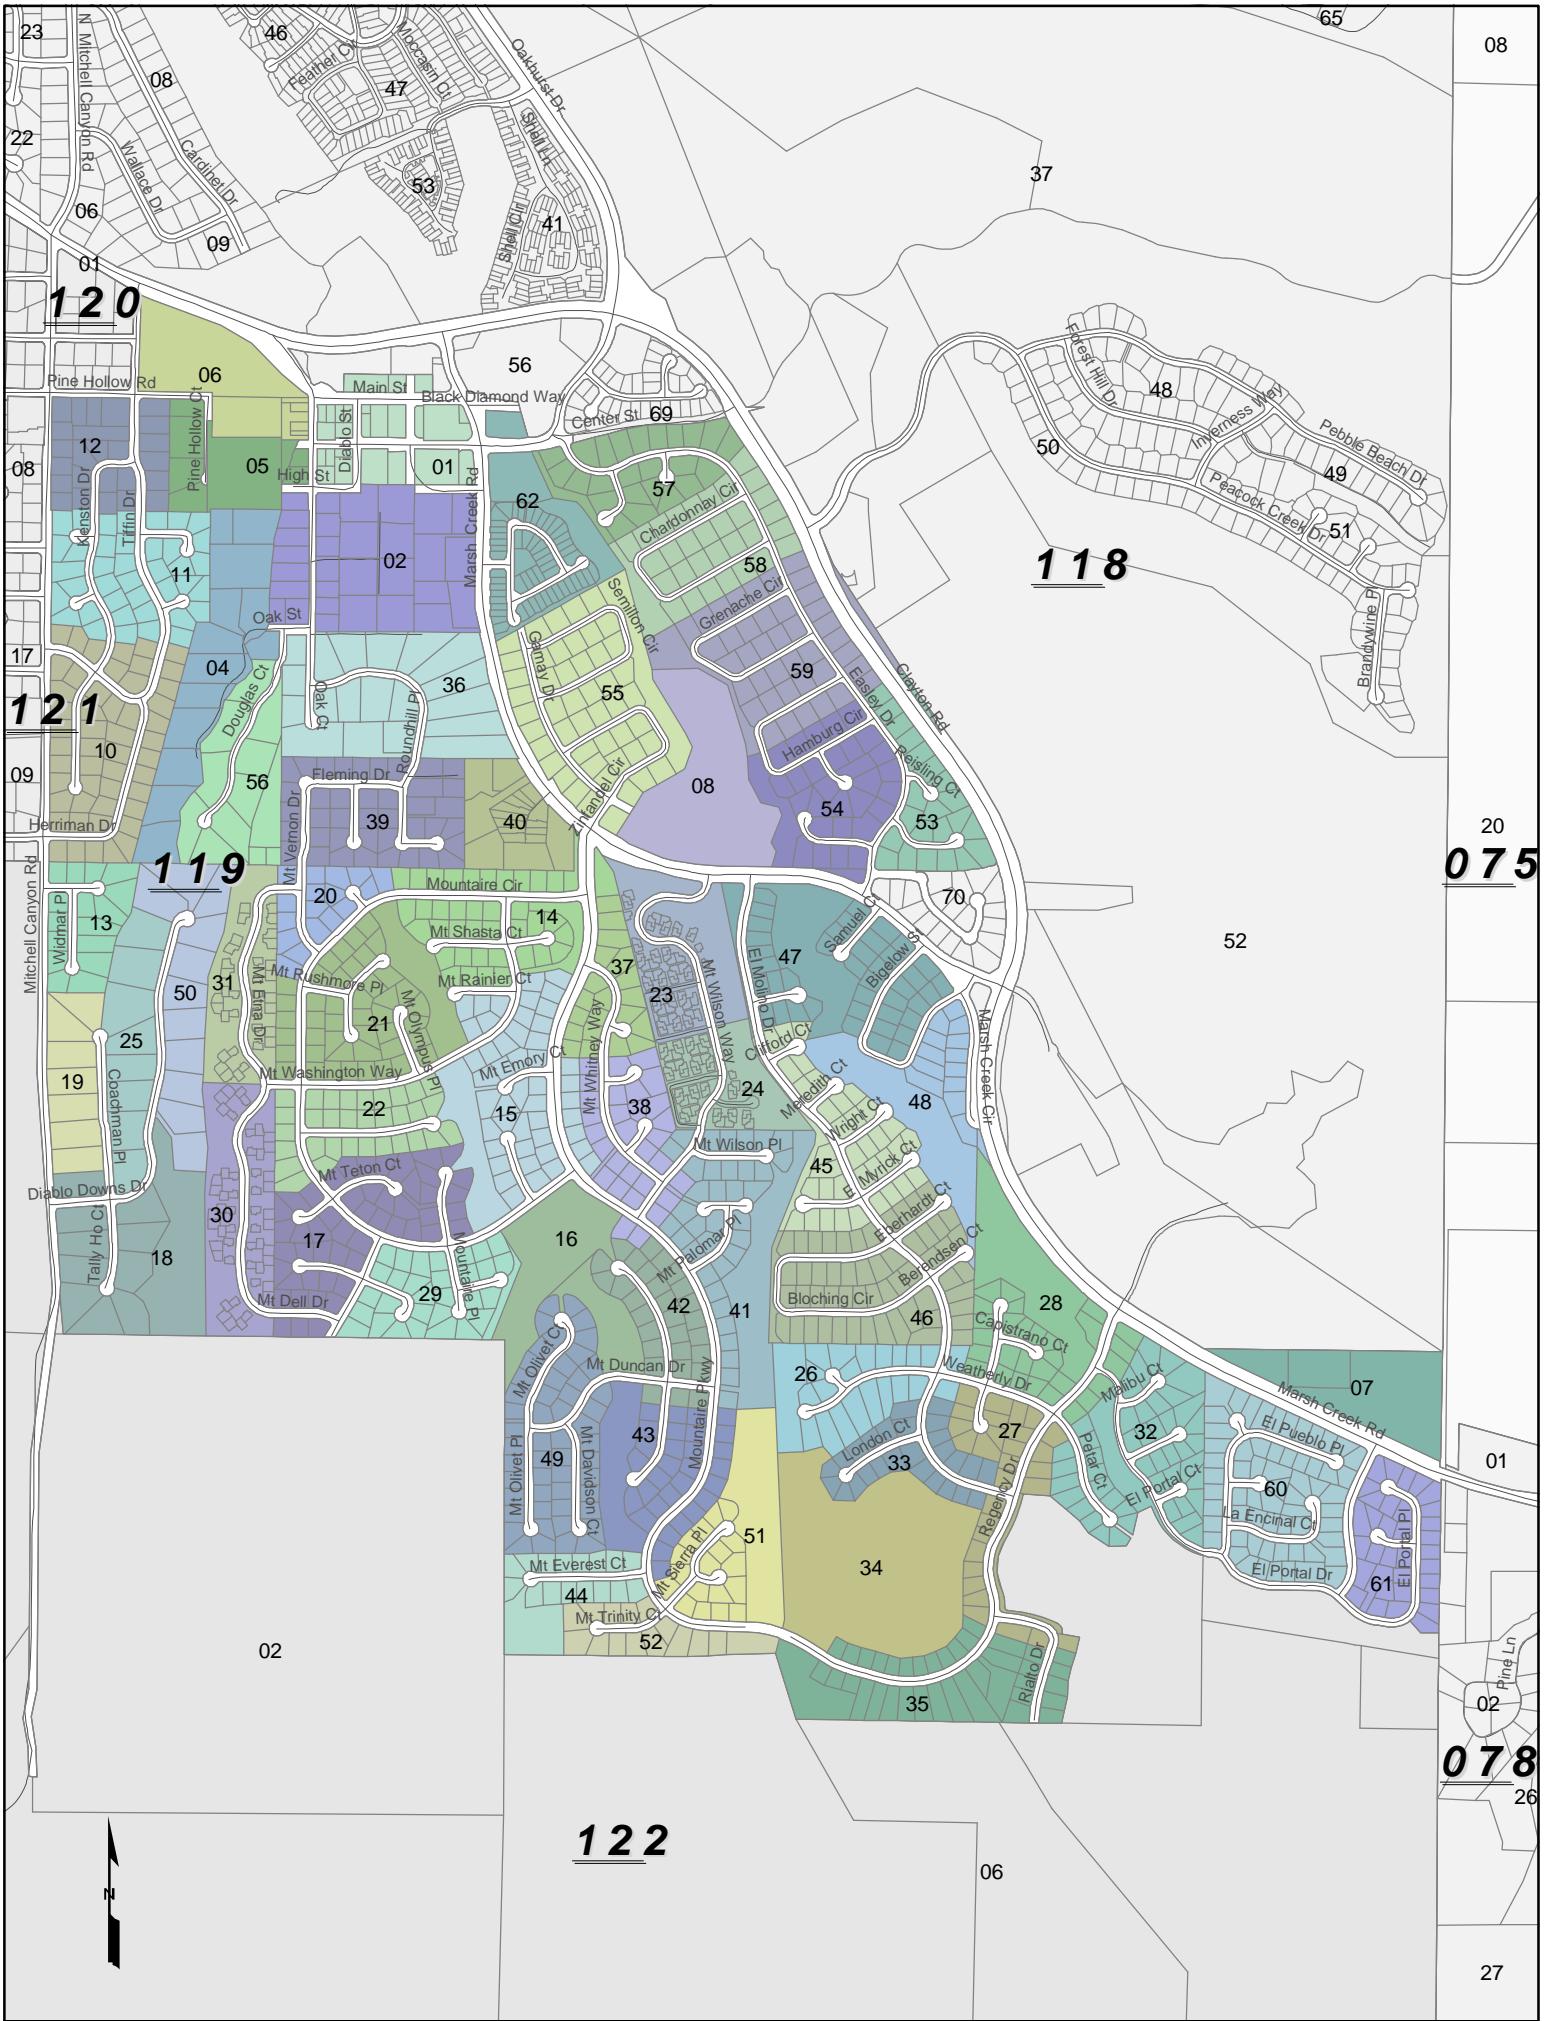 65
23
N Mitchell Canyon Rd
46
Moccasin Ct
Oakhurst Dr
08
08
Feather Cir
47
22
Wallace Dr
Cardinet Dr
Shell Ln
53
37
06
09
Shell Cir
41
01
120
06
56
Forest Hill Dr
48
Pine Hollow Rd
Pine Hollow Ct
Main St
Black Diamond Way
Center St
69
Inverness Way
Pebble Beach Dr
12
Diablo St
50
08
05
High St
01
49
Kenston Dr
Tiffin Dr
Marsh Creek Rd
62
57
Chardonnay Cir
Peacock Creek Dr
51
11
02
58
118
Grenache Cir
Oak St
Semillon Cir
Brandywine Pl
17
04
Douglas Ct
Oak Ct
36
Roundhill Pl
Gamay Dr
55
59
Easley Dr
Clayton Rd
121
10
Hamburg Cir
Reisling Ct
09
56
Fleming Dr
08
Mt Vernon Dr
39
40
Zinfandel Cir
54
53
Herriman Dr
20
119
075
Mitchell Canyon Rd
Widmar Pl
13
20
Mountaire Cir
14
70
Mt Shasta Ct
Samuel Ct
Bigelow St
52
50
31
Mt Etna Dr
Mt Rushmore Pl
Mt Rainier Ct
37
23
Mt Wilson Way
El Molino Dr
47
25
21
Mt Olympus Pl
Mt Whitney Way
Clifford Ct
Marsh Creek Cir
19
Coachman Pl
Mt Washington Way
22
Mt Emory Ct
15
38
24
Meredith Ct
48
Wright Ct
Mt Wilson Pl
45
E Myrick Ct
Diablo Downs Dr
Mt Teton Ct
Tally Ho Ct
18
30
17
Mountaire Pl
16
Mt Palomar Pl
Eberhardt Ct
Berendsen Ct
29
Mt Dell Dr
42
41
Bloching Cir
46
28
Capistrano Ct
Mt Olivet Ct
Mt Duncan Dr
26
Weatherly Dr
Malibu Ct
07
Marsh Creek Rd
Mountaire Pkwy
Mt Olivet Pl
49
Mt Davidson Ct
43
London Ct
33
27
Petar Ct
32
El Pueblo Pl
01
El Portal Ct
60
Regency Dr
La Encinal Ct
Mt Everest Ct
44
Mt Sierra Pl
51
34
El Portal Dr
El Portal Pl
61
Mt Trinity Ct
52
02
35
Rialto Dr
Pine Ln
02
078
26
122
06
N
27